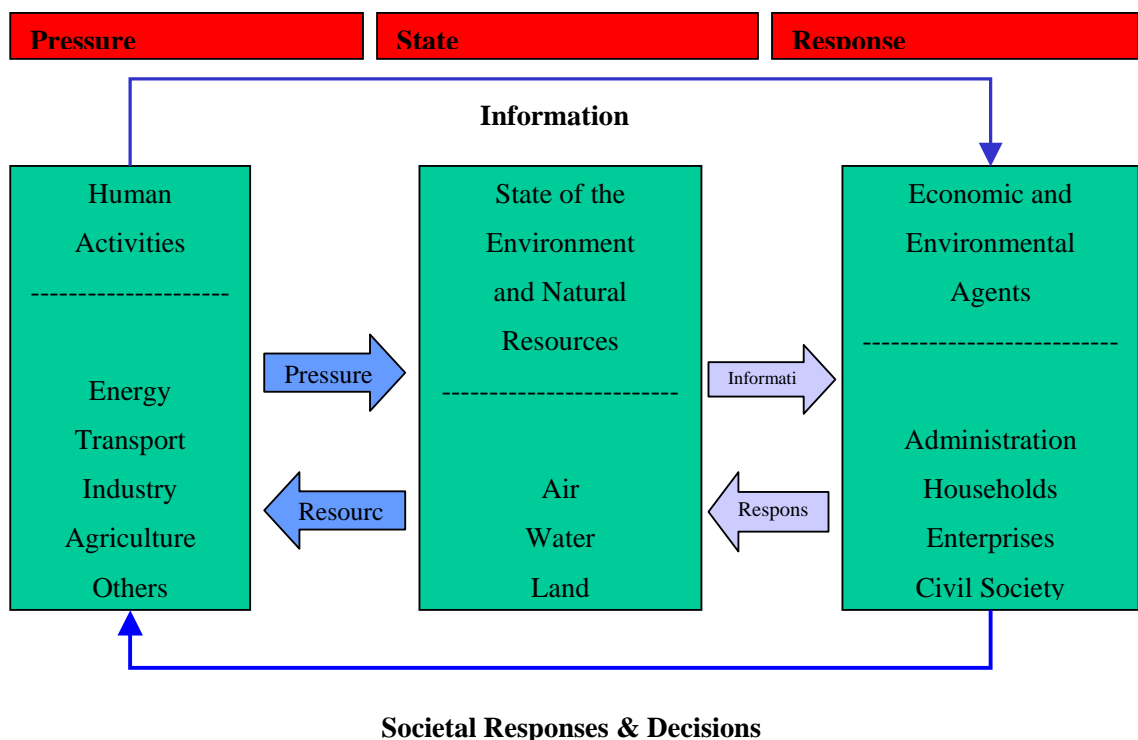 Pressure
State
Response
Information
Human
Activities
---------------------
Energy
Transport
Industry
Agriculture
Others
Pressure
Resourc
State of the
Environment
and Natural
Resources
-------------------------
Air
Water
Land
Informati
Respons
Economic and
Environmental
Agents
---------------------------
Administration
Households
Enterprises
Civil Society
Societal Responses & Decisions